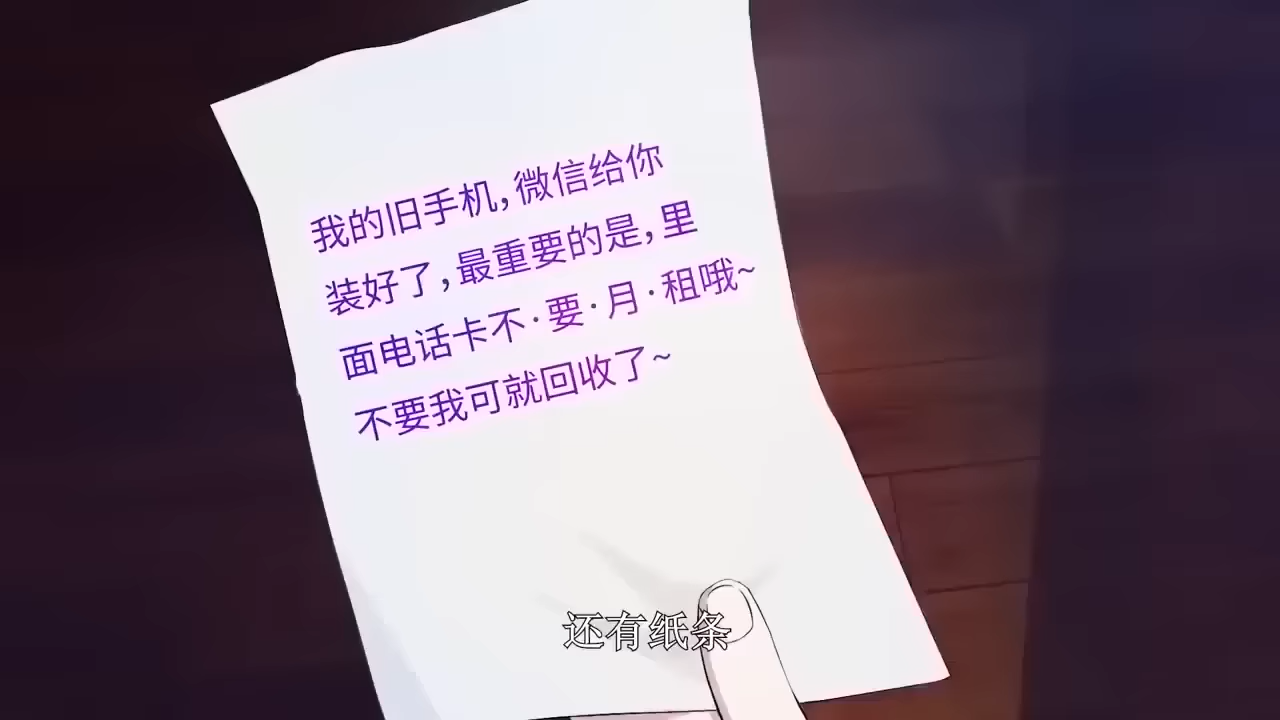 我的旧手机，微信给你
装好了，最重要的是，里
面电话卡不·要·月·租哦~
不要我可就回收了~
还有纸条